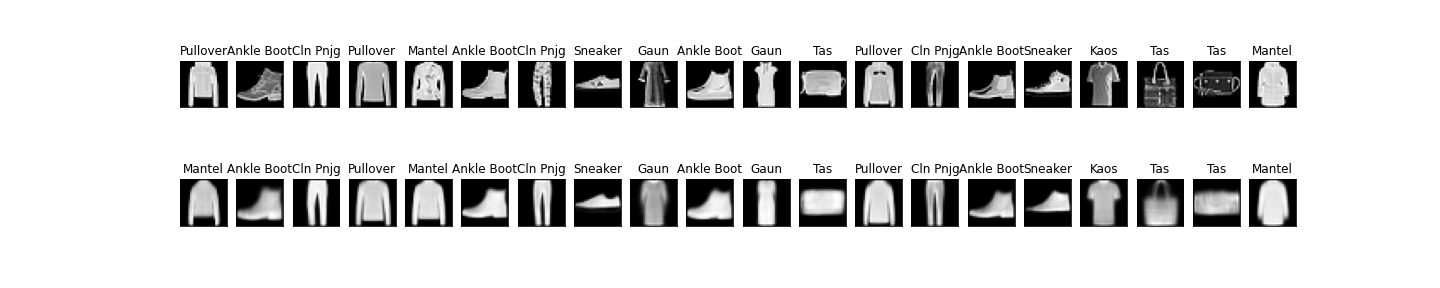 Pullover Ankle Boot Cln Pnjg Pullover Mantel Ankle Boot Cln Pnjg Sneaker Gaun Ankle Boot Gaun Tas Pullover Cln Pnjg Ankle Boot Sneaker Kaos Tas Tas Mantel
Mantel Ankle Boot Cln Pnjg Pullover Mantel Ankle Boot Cln Pnjg Sneaker Gaun Ankle Boot Gaun Tas Pullover Cln Pnjg Ankle Boot Sneaker Kaos Tas Tas Mantel